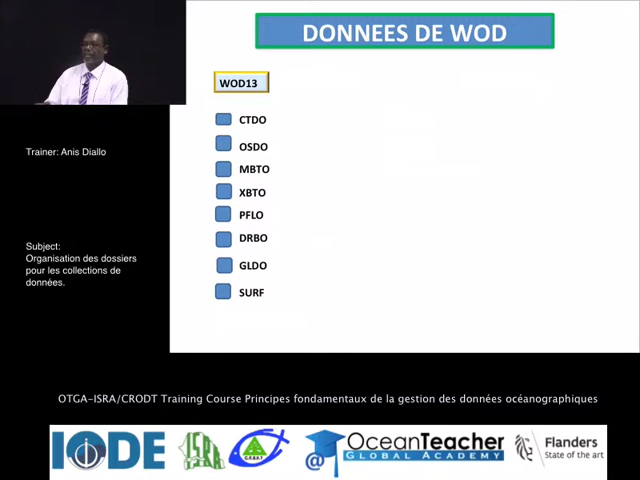 DONNEES DE WOD
WOD13
CTDO
OSDO
MBTO
XBTO
PFLO
DRBO
GLDO
SURF
Trainer: Anis Diallo
Subject:
Organisation des dossiers
pour les collections de
données.
OTGA-ISRA/CRODT Training Course Principes fondamentaux de la gestion des données océanographiques
IODE
ISRA
@
OceanTeacher
GLOBAL ACADEMY
Flanders
State of the art